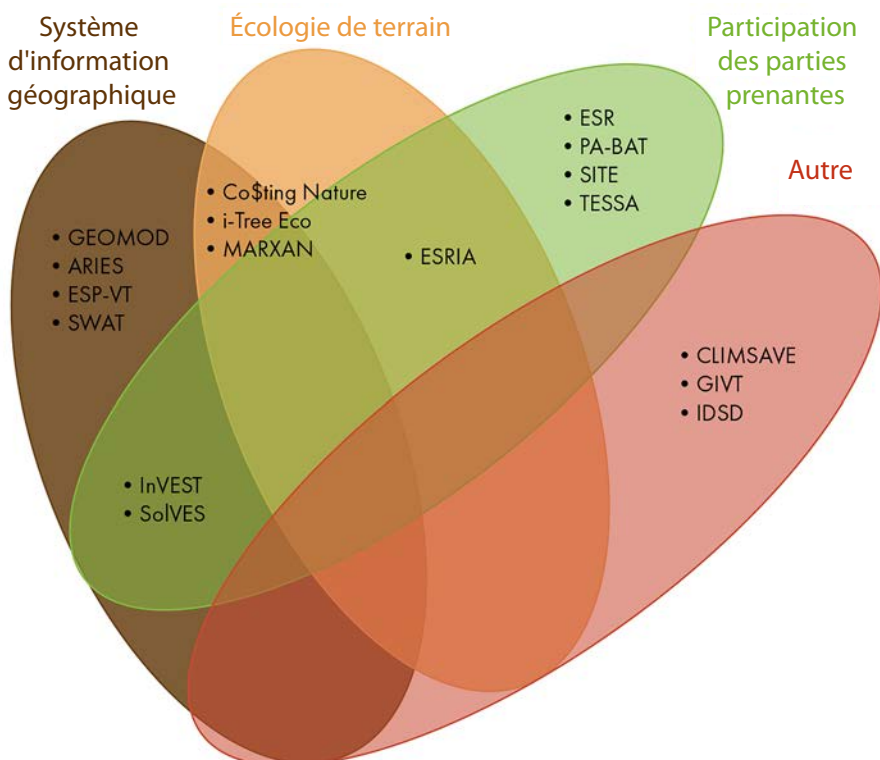 Système
d'information
géographique
Écologie de terrain
Participation
des parties
prenantes
Autre
• GEOMOD
• ARIES
• ESP-VT
• SWAT
• Co$ting Nature
• i-Tree Eco
• MARXAN
• ESRIA
• ESR
• PA-BAT
• SITE
• TESSA
• CLIMSAVE
• GIVT
• IDSD
• InVEST
• SolVES